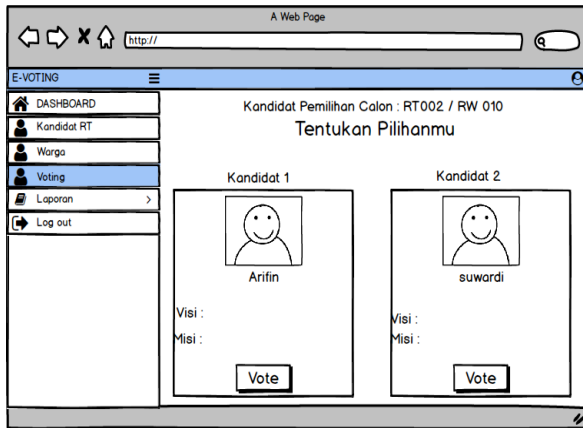 A Web Page
http://
E-VOTING
DASHBOARD
Kandidat RT
Warga
Voting
Laporan
Log out
Kandidat Pemilihan Calon : RT002 / RW 010
Tentukan Pilihanmu
Kandidat 1
Arifin
Visi :
Misi :
Vote
Kandidat 2
suwardi
Visi :
Misi :
Vote